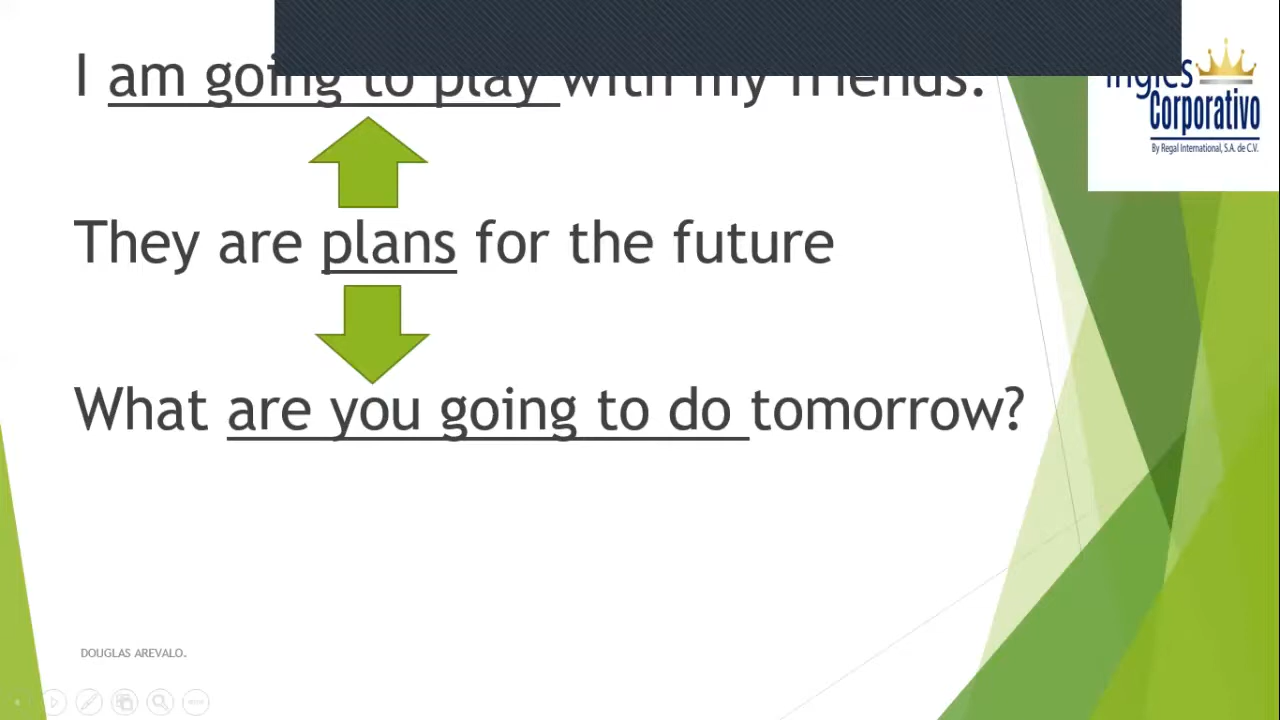 I am going to play with my friends.
Inglés
Corporativo
By Regal International, S.A. de C.V.
They are plans for the future
What are you going to do tomorrow?
DOUGLAS AREVALO.